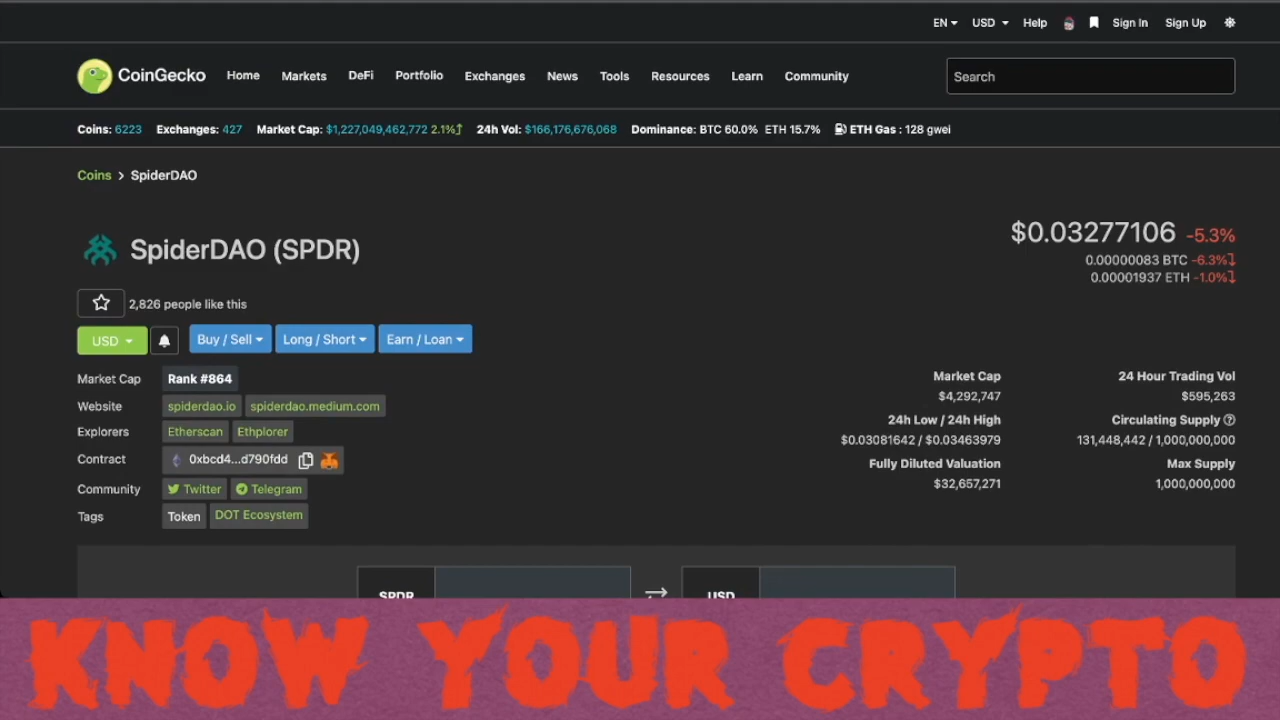 EN USD Help Sign In Sign Up
CoinGecko Home Markets DeFi Portfolio Exchanges News Tools Resources Learn Community Search
Coins: 6223 Exchanges: 427 Market Cap: $1,227,049,462,772 2.1% 24h Vol: $166,176,676,068 Dominance: BTC 60.0% ETH 15.7% ETH Gas : 128 gwei
Coins > SpiderDAO
SpiderDAO (SPDR)
$0.03277106 -5.3%
0.00000083 BTC -6.3%
0.00001937 ETH -1.0%
2,826 people like this
USD Buy / Sell Long / Short Earn / Loan
Market Cap Rank #864
Website spiderdao.io spiderdao.medium.com
Explorers Etherscan Ethplorer
Contract 0xbcd4...d790fdd
Community Twitter Telegram
Tags Token DOT Ecosystem
Market Cap
$4,292,747
24h Low / 24h High
$0.03081642 / $0.03463979
Fully Diluted Valuation
$32,657,271
24 Hour Trading Vol
$595,263
Circulating Supply
131,448,442 / 1,000,000,000
Max Supply
1,000,000,000
SPDR USD
KNOW YOUR CRYPTO